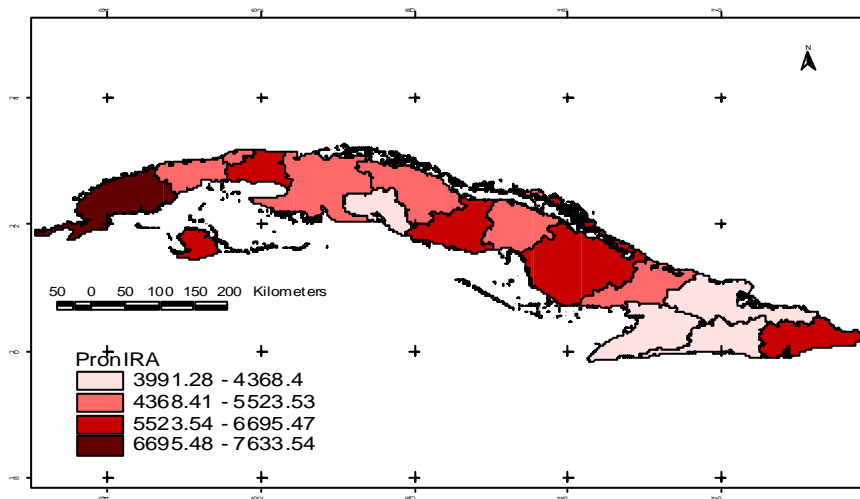 N
50 0 50 100 150 200 Kilometers
PronIRA
3991.28 - 4368.4
4368.41 - 5523.53
5523.54 - 6695.47
6695.48 - 7633.54